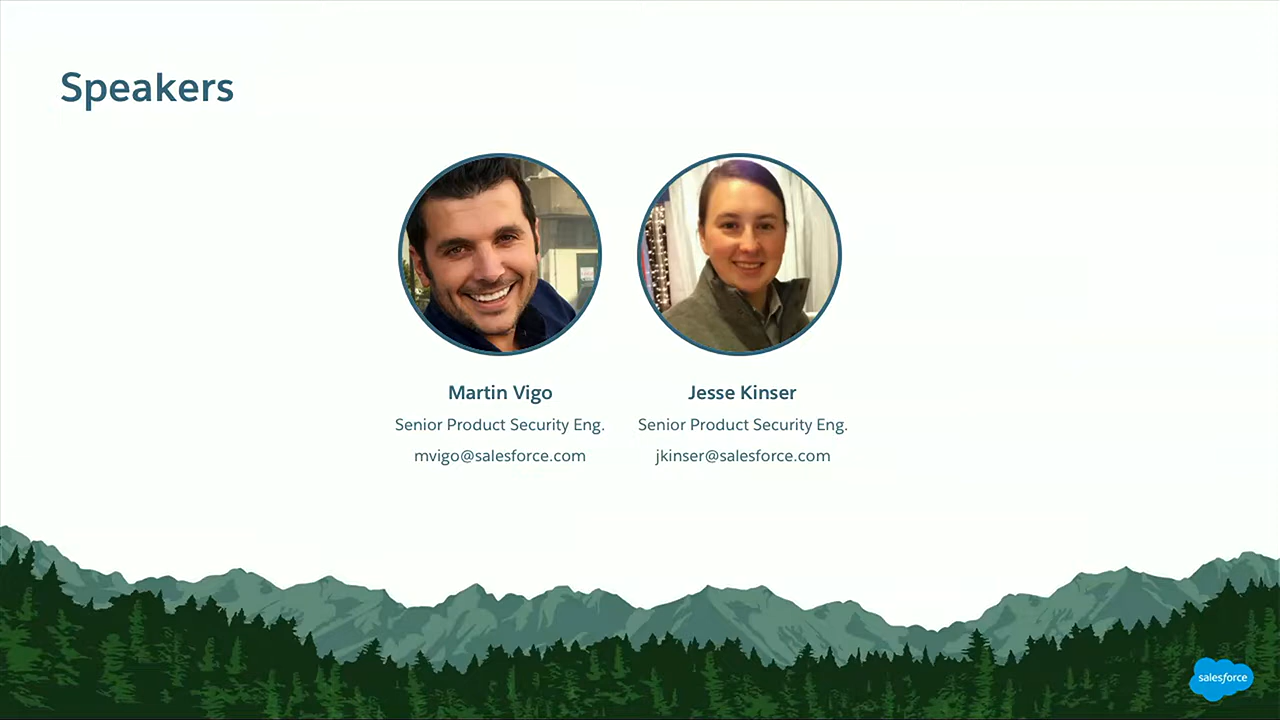 Speakers
Martin Vigo
Senior Product Security Eng.
mvigo@salesforce.com
Jesse Kinser
Senior Product Security Eng.
jkinser@salesforce.com
salesforce